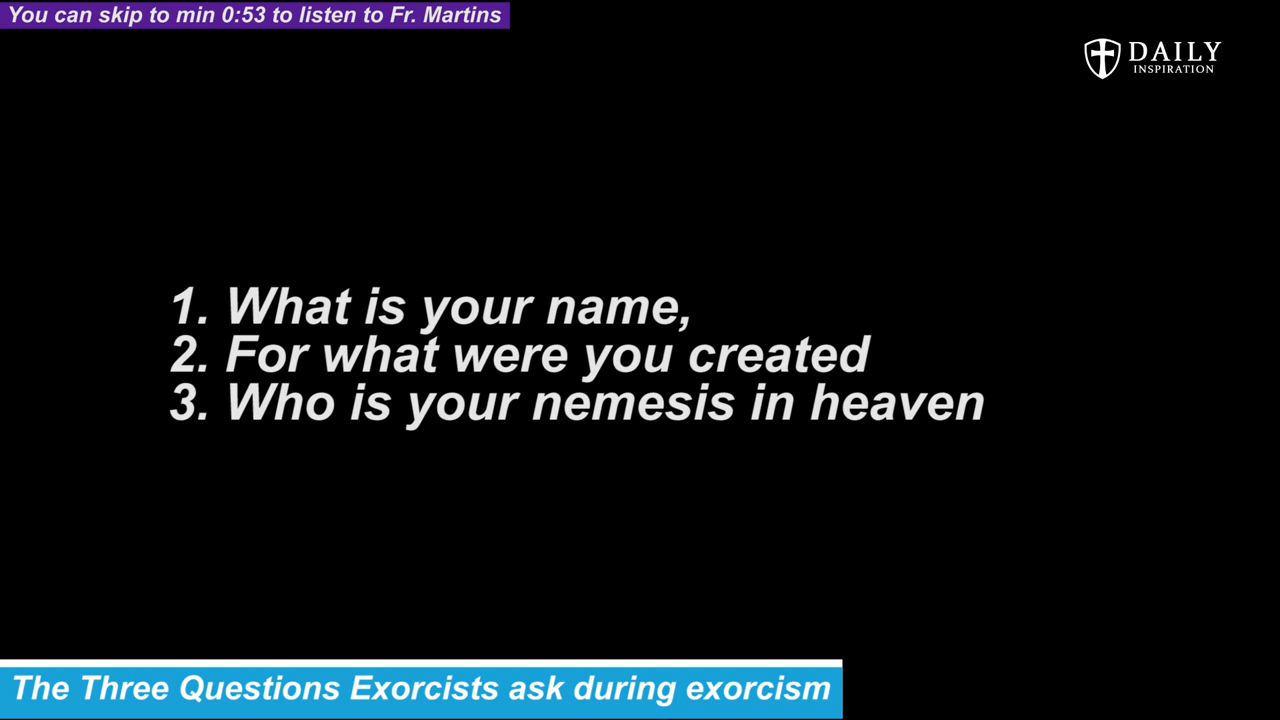 You can skip to min 0:53 to listen to Fr. Martins
DAILY
INSPIRATION
1. What is your name,
2. For what were you created
3. Who is your nemesis in heaven
The Three Questions Exorcists ask during exorcism